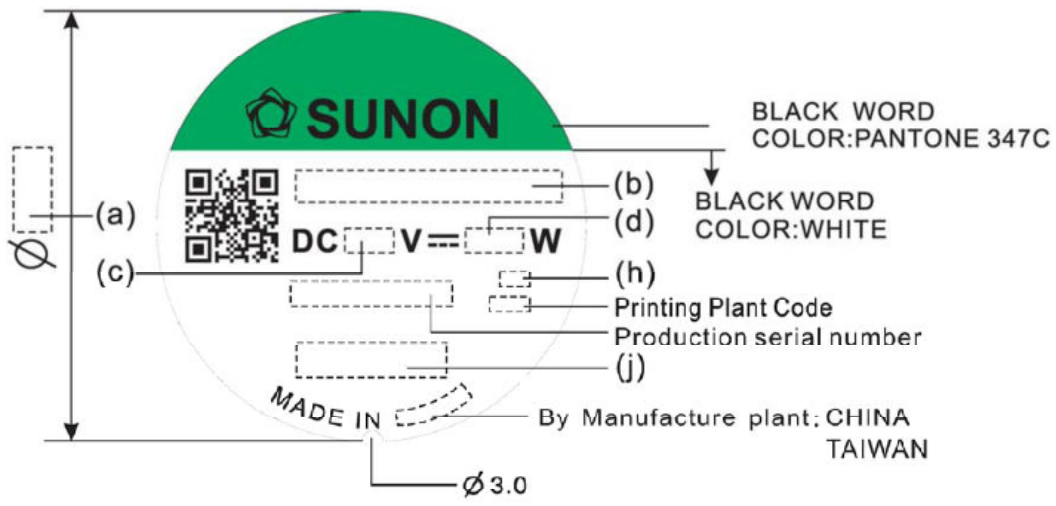 SUNON
BLACK WORD
COLOR:PANTONE 347C
BLACK WORD
COLOR:WHITE
(a)
(b)
DC V W
(d)
(c)
(h)
Printing Plant Code
Production serial number
(j)
MADE IN
By Manufacture plant: CHINA
TAIWAN
Ø
Ø3.0